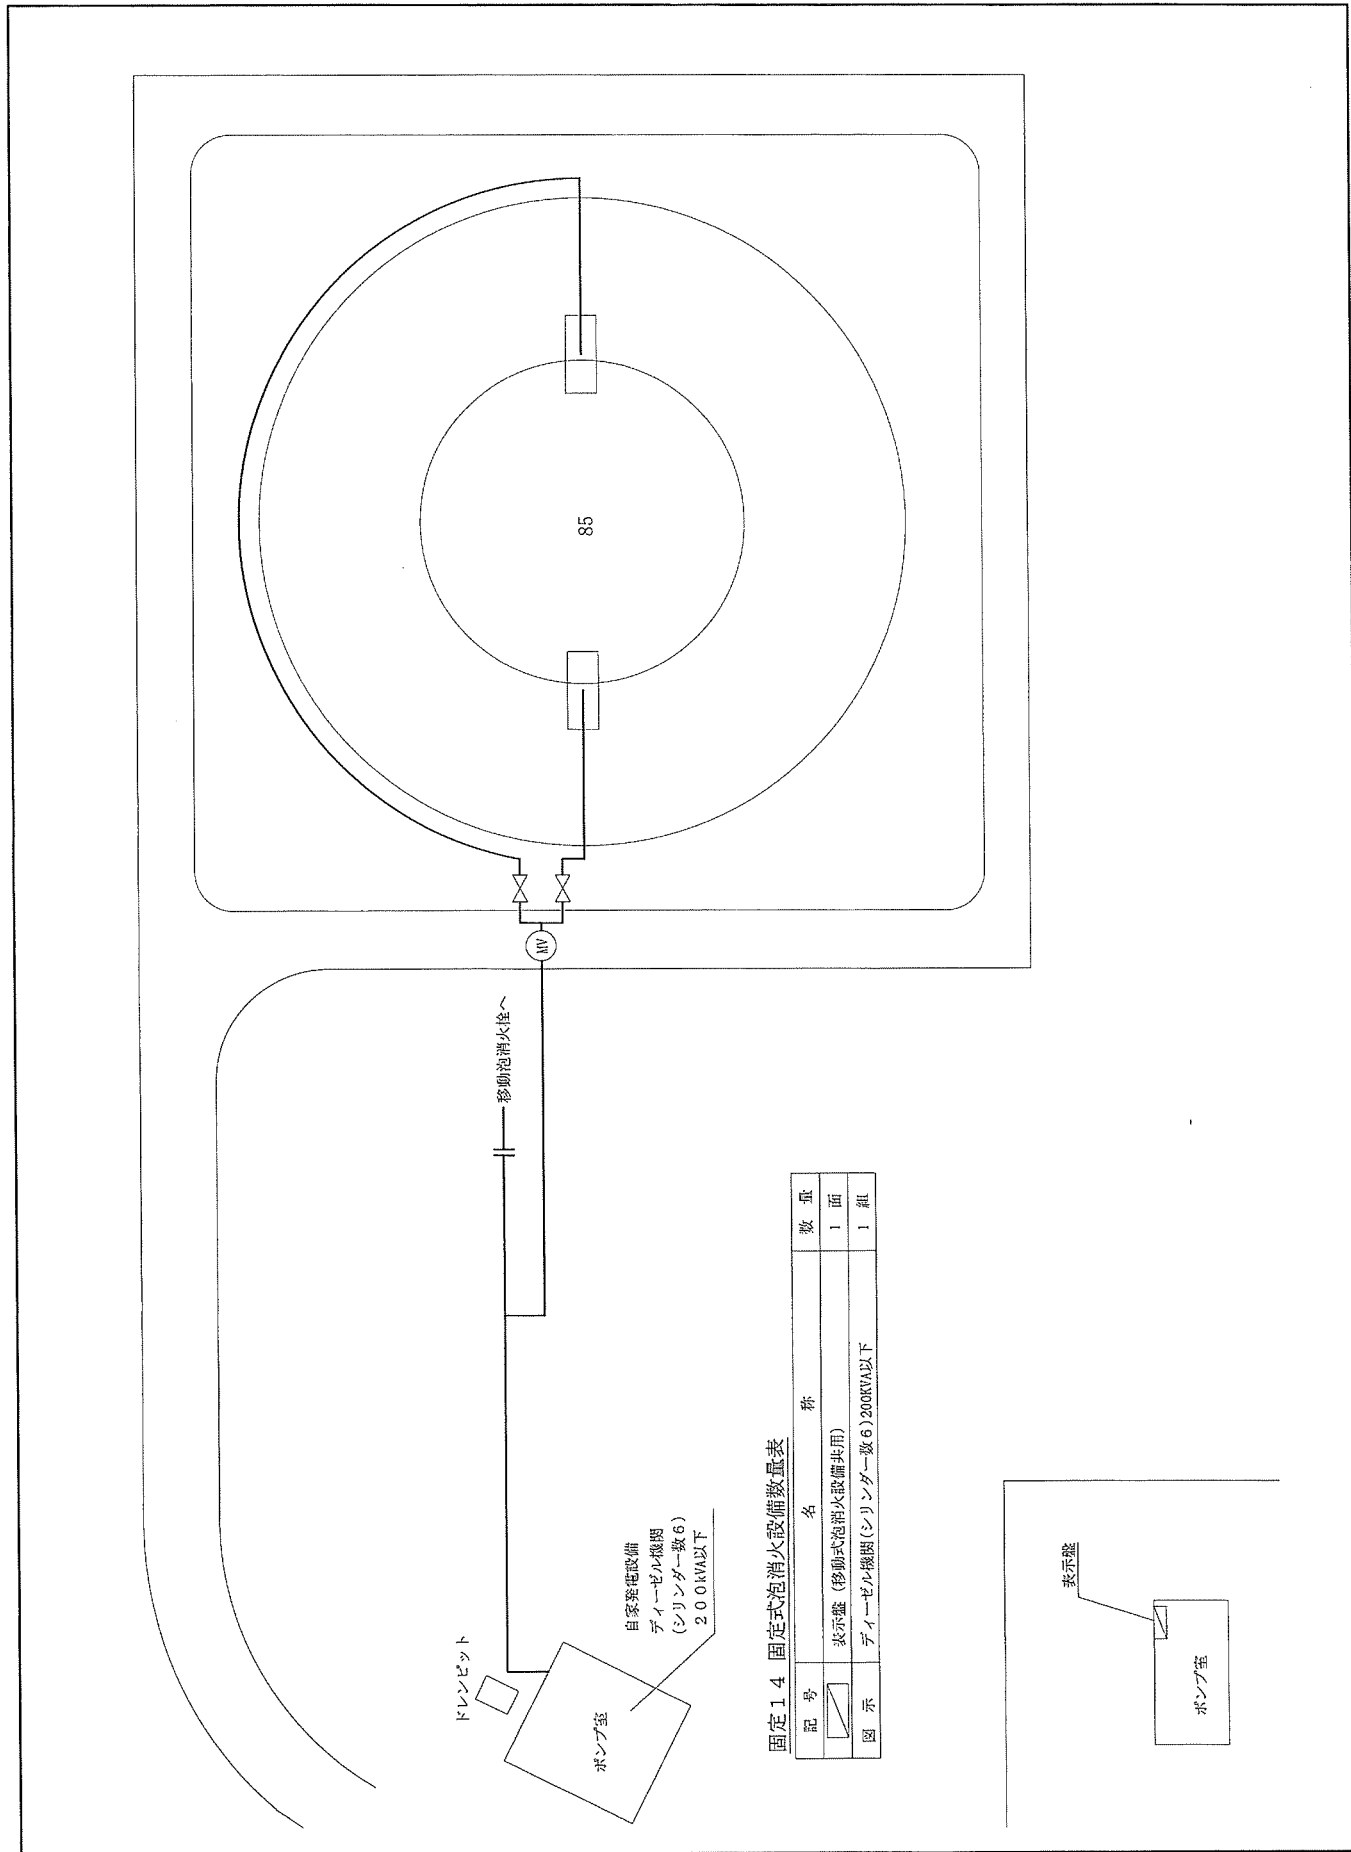 85
MV
移動泡消火栓へ
ドレンピット
ポンプ室
自家発電設備
ディーゼル機関
(シリンダー数6)
200kVA以下
固定14 固定式泡消火設備数量表
記号 名称 数量
表示盤 (移動式泡消火設備共用) 1 面
図示 ディーゼル機関(シリンダー数6)200KVA以下 1 組
表示盤
ポンプ室